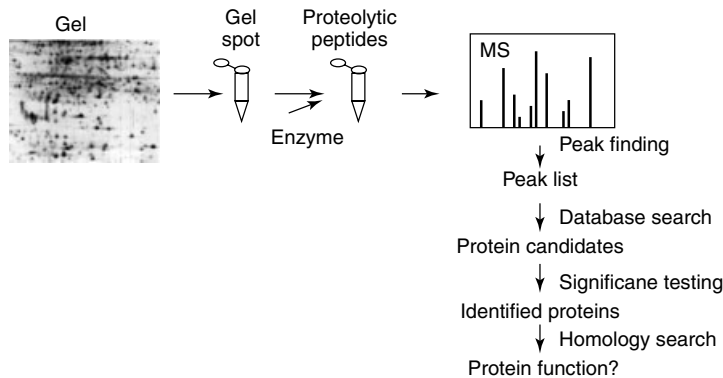 Gel
Gel
spot
Proteolytic
peptides
Enzyme
MS
Peak finding
Peak list
Database search
Protein candidates
Significane testing
Identified proteins
Homology search
Protein function?